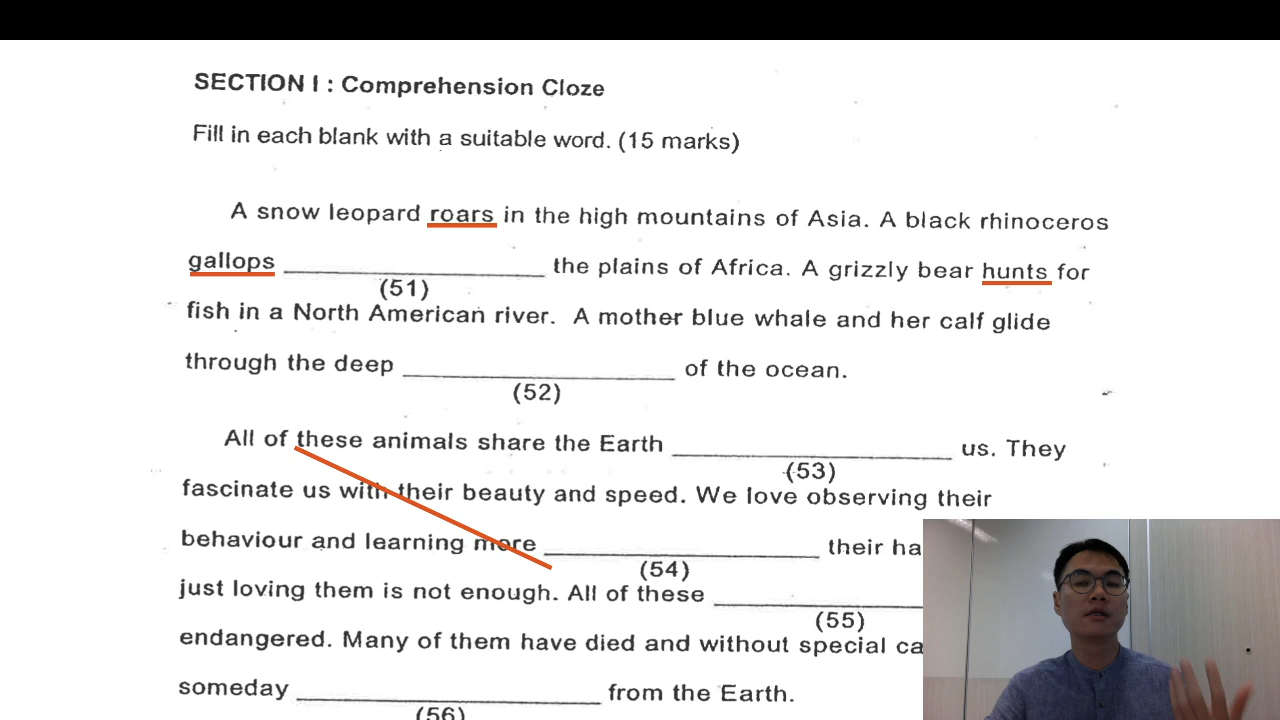 SECTION I : Comprehension Cloze
Fill in each blank with a suitable word. (15 marks)
A snow leopard roars in the high mountains of Asia. A black rhinoceros
gallops ____________ the plains of Africa. A grizzly bear hunts for
(51)
fish in a North American river. A mother blue whale and her calf glide
through the deep ____________ of the ocean.
(52)
All of these animals share the Earth ____________ us. They
(53)
fascinate us with their beauty and speed. We love observing their
behaviour and learning more ____________ their
(54)
just loving them is not enough. All of these ____________
(55)
endangered. Many of them have died and without special
someday ____________ from the Earth.
(56)